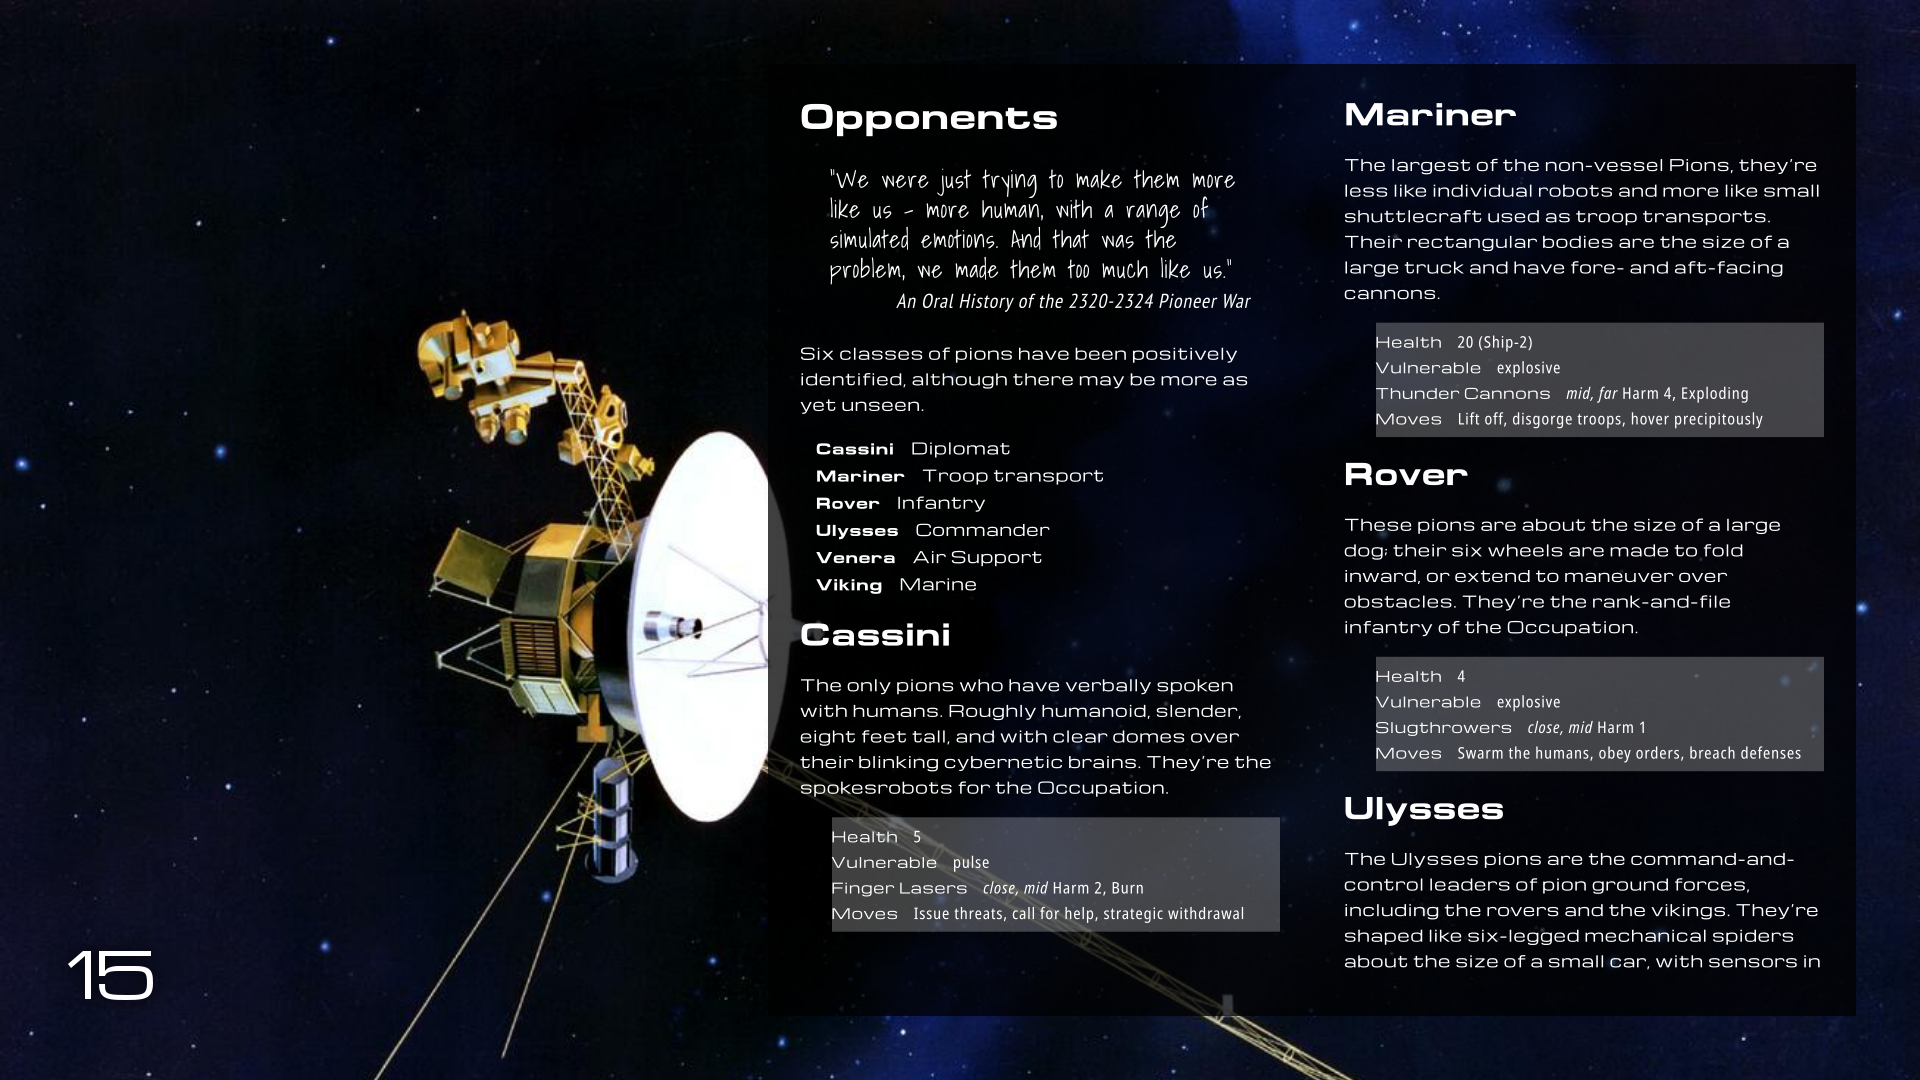 Opponents
"We were just trying to make them more
like us - more human, with a range of
simulated emotions. And that was the
problem, we made them too much like us."
An Oral History of the 2320-2324 Pioneer War
Six classes of pions have been positively
identified, although there may be more as
yet unseen.
Cassini Diplomat
Mariner Troop transport
Rover Infantry
Ulysses Commander
Venera Air Support
Viking Marine
Cassini
The only pions who have verbally spoken
with humans. Roughly humanoid, slender,
eight feet tall, and with clear domes over
their blinking cybernetic brains. They're the
spokesrobots for the Occupation.
Health 5
Vulnerable pulse
Finger Lasers close, mid Harm 2, Burn
Moves Issue threats, call for help, strategic withdrawal
Mariner
The largest of the non-vessel Pions, they're
less like individual robots and more like small
shuttlecraft used as troop transports.
Their rectangular bodies are the size of a
large truck and have fore- and aft-facing
cannons.
Health 20 (Ship-2)
Vulnerable explosive
Thunder Cannons mid, far Harm 4, Exploding
Moves Lift off, disgorge troops, hover precipitously
Rover
These pions are about the size of a large
dog; their six wheels are made to fold
inward, or extend to maneuver over
obstacles. They're the rank-and-file
infantry of the Occupation.
Health 4
Vulnerable explosive
Slugthrowers close, mid Harm 1
Moves Swarm the humans, obey orders, breach defenses
Ulysses
The Ulysses pions are the command-and-
control leaders of pion ground forces,
including the rovers and the vikings. They're
shaped like six-legged mechanical spiders
about the size of a small car, with sensors in
15